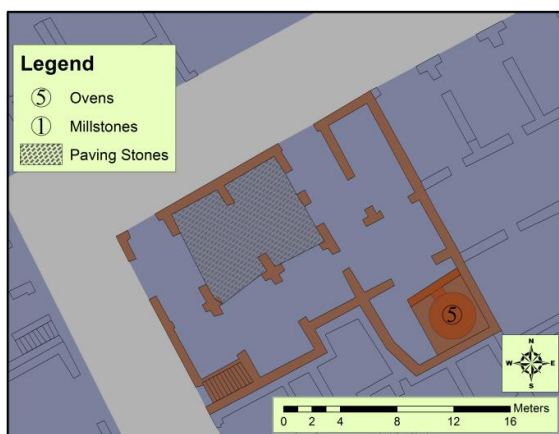 Legend
5 Ovens
1 Millstones
Paving Stones
5
N
W E
S
Meters
0 2 4 8 12 16